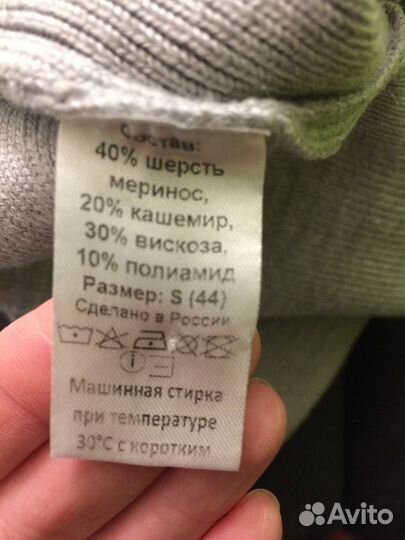 Состав:
40% шерсть
меринос,
20% кашемир,
30% вискоза,
10% полиамид
Размер: S (44)
Сделано в России
Машинная стирка
при температуре
30°С с коротким
Avito